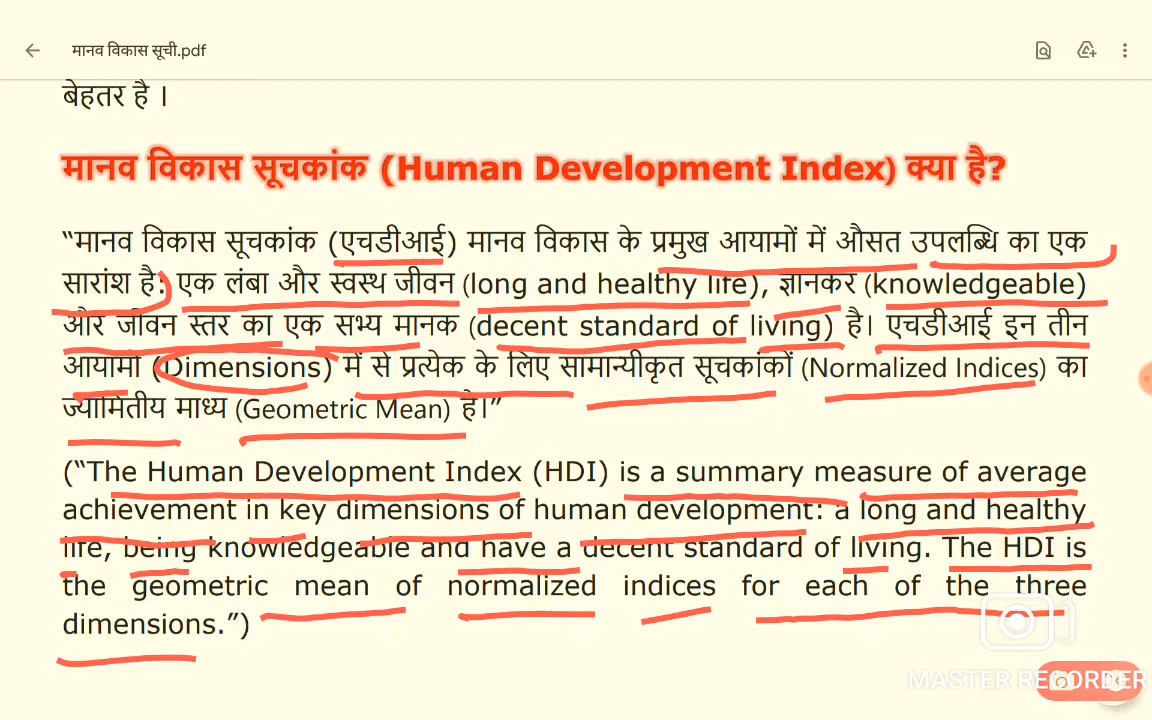 मानव विकास सूची.pdf
बेहतर है ।
मानव विकास सूचकांक (Human Development Index) क्या है?
“मानव विकास सूचकांक (एचडीआई) मानव विकास के प्रमुख आयामों में औसत उपलब्धि का एक
सारांश है: एक लंबा और स्वस्थ जीवन (long and healthy life), ज्ञानकर (knowledgeable)
और जीवन स्तर का एक सभ्य मानक (decent standard of living) है। एचडीआई इन तीन
आयामों (Dimensions) में से प्रत्येक के लिए सामान्यीकृत सूचकांकों (Normalized Indices) का
ज्यामितीय माध्य (Geometric Mean) है।”
(“The Human Development Index (HDI) is a summary measure of average
achievement in key dimensions of human development: a long and healthy
life, being knowledgeable and have a decent standard of living. The HDI is
the geometric mean of normalized indices for each of the three
dimensions.”)
MASTER RECORDER